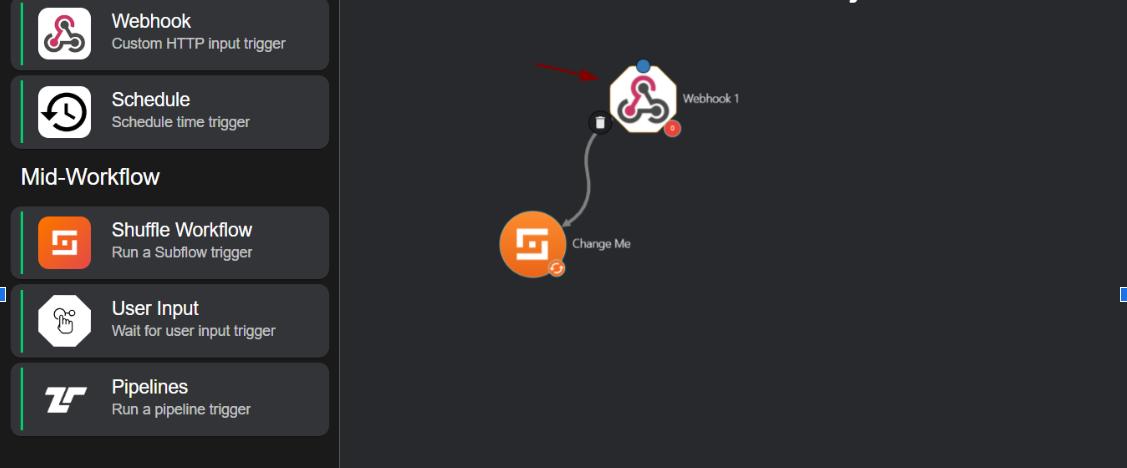 Webhook
Custom HTTP input trigger
Schedule
Schedule time trigger
Mid-Workflow
Shuffle Workflow
Run a Subflow trigger
User Input
Wait for user input trigger
Pipelines
Run a pipeline trigger
Webhook 1
0
Change Me